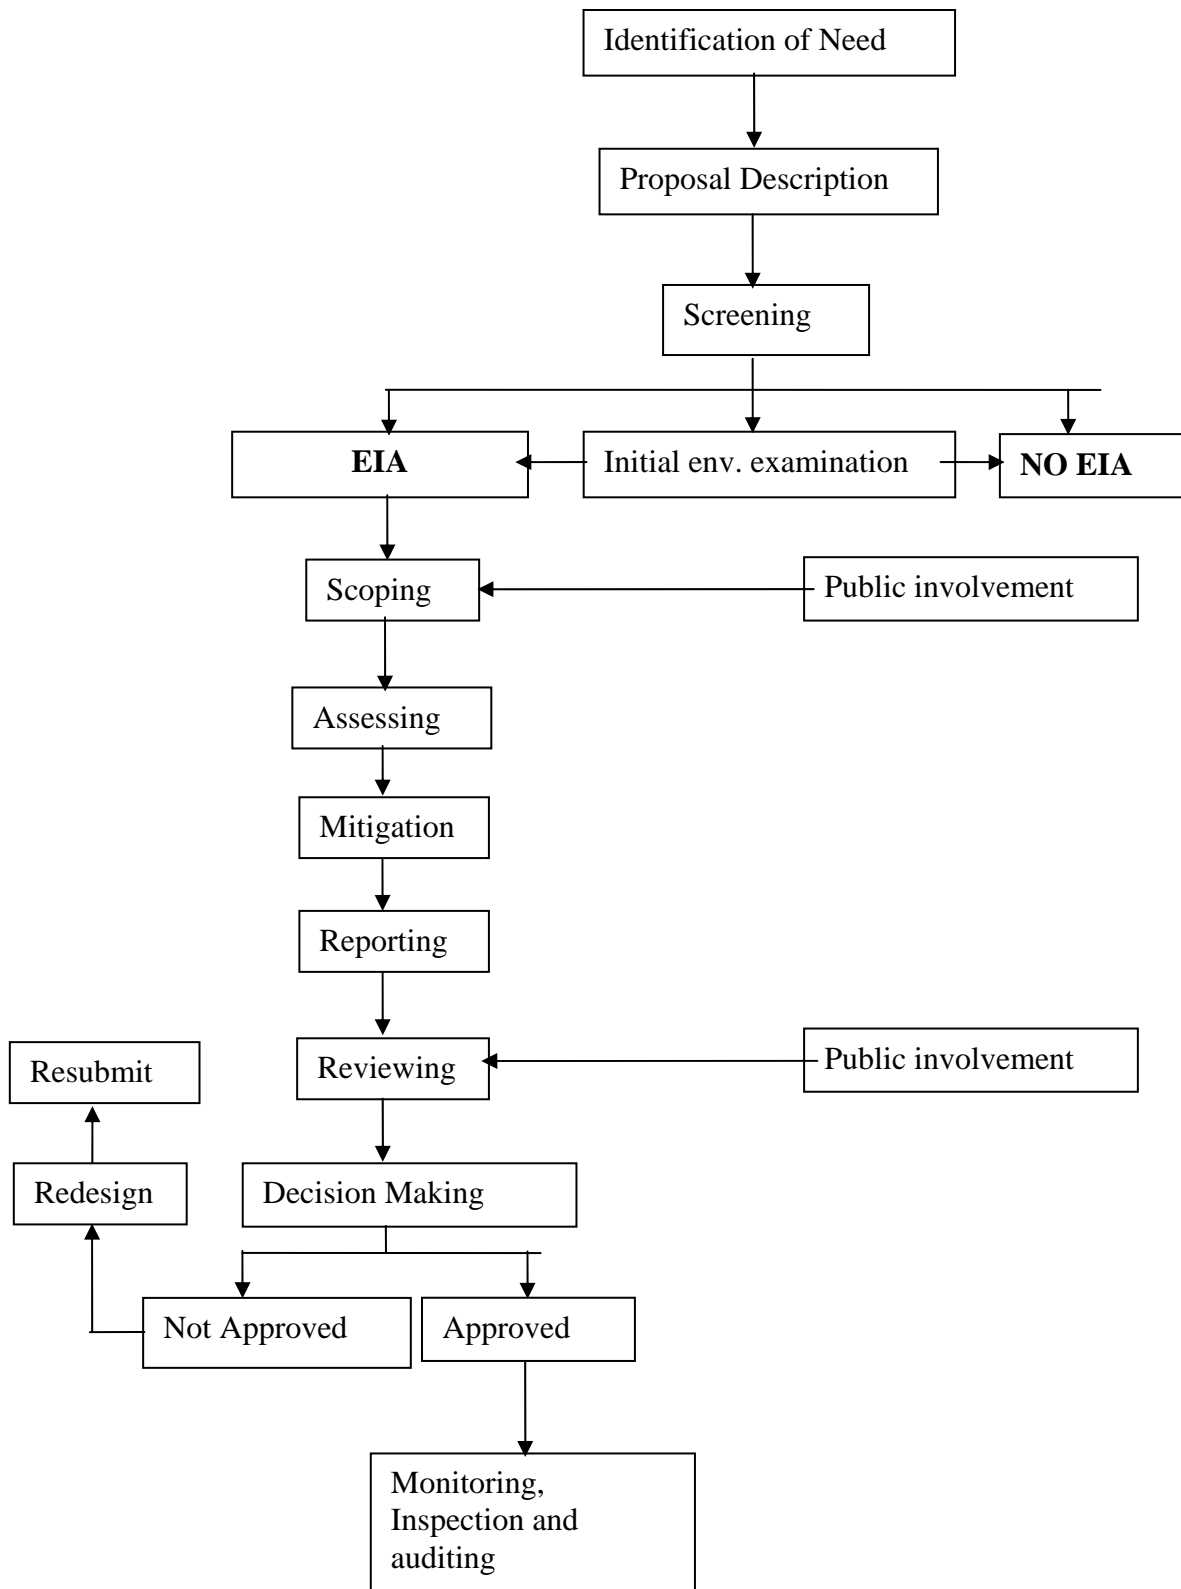 Identification of Need
Proposal Description
Screening
EIA
Initial env. examination
NO EIA
Scoping
Public involvement
Assessing
Mitigation
Reporting
Reviewing
Public involvement
Resubmit
Redesign
Decision Making
Not Approved
Approved
Monitoring,
Inspection and
auditing